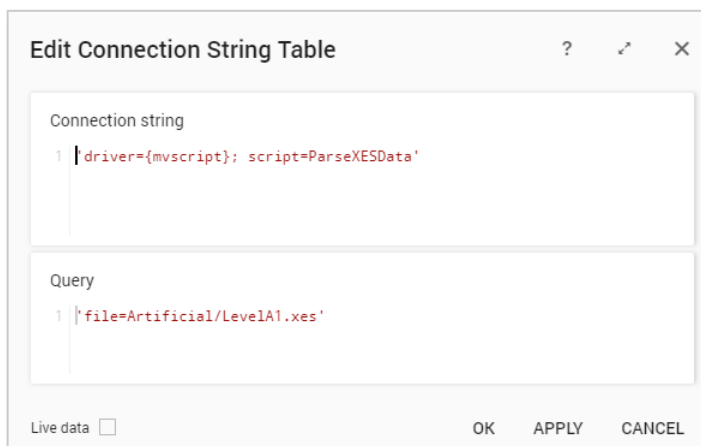 Edit Connection String Table ?
Connection string
1 'driver={mvscript}; script=ParseXESData'
Query
1 'file=Artificial/LevelA1.xes'
Live data OK APPLY CANCEL